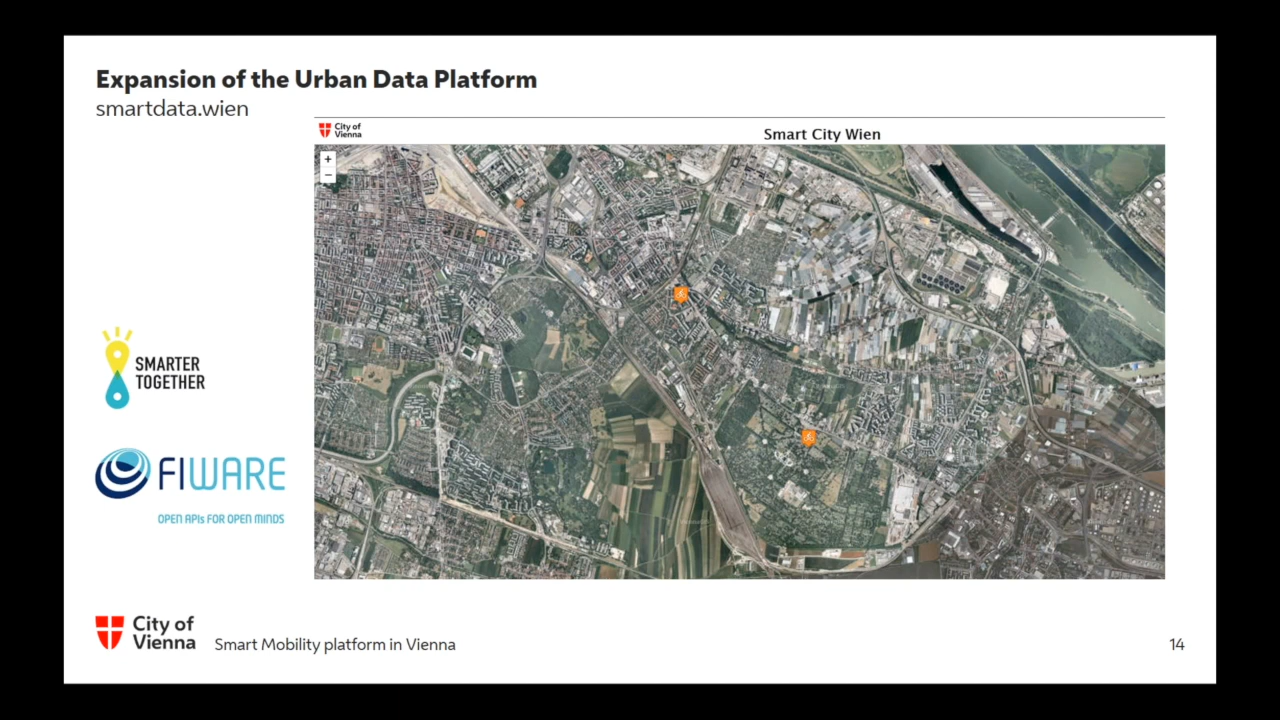 Expansion of the Urban Data Platform
smartdata.wien
City of
Vienna
Smart City Wien
+
−
SMARTER
TOGETHER
FIWARE
OPEN APIs FOR OPEN MINDS
City of
Vienna
Smart Mobility platform in Vienna
14